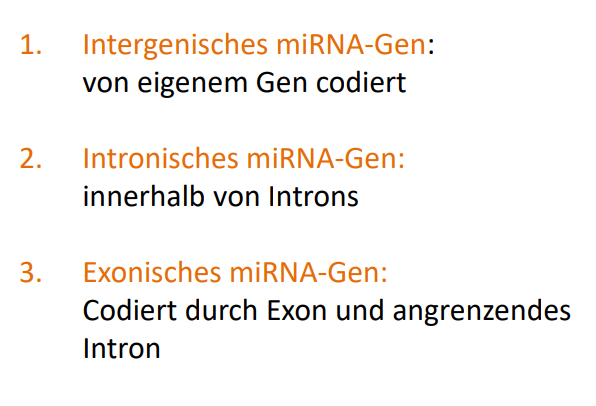 1. Intergenisches miRNA-Gen:
von eigenem Gen codiert
2. Intronisches miRNA-Gen:
innerhalb von Introns
3. Exonisches miRNA-Gen:
Codiert durch Exon und angrenzendes
Intron